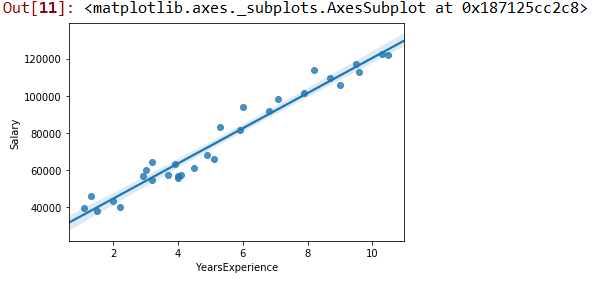 Out[11]: <matplotlib.axes._subplots.AxesSubplot at 0x187125cc2c8>
120000
100000
80000
60000
40000
Salary
2 4 6 8 10
YearsExperience